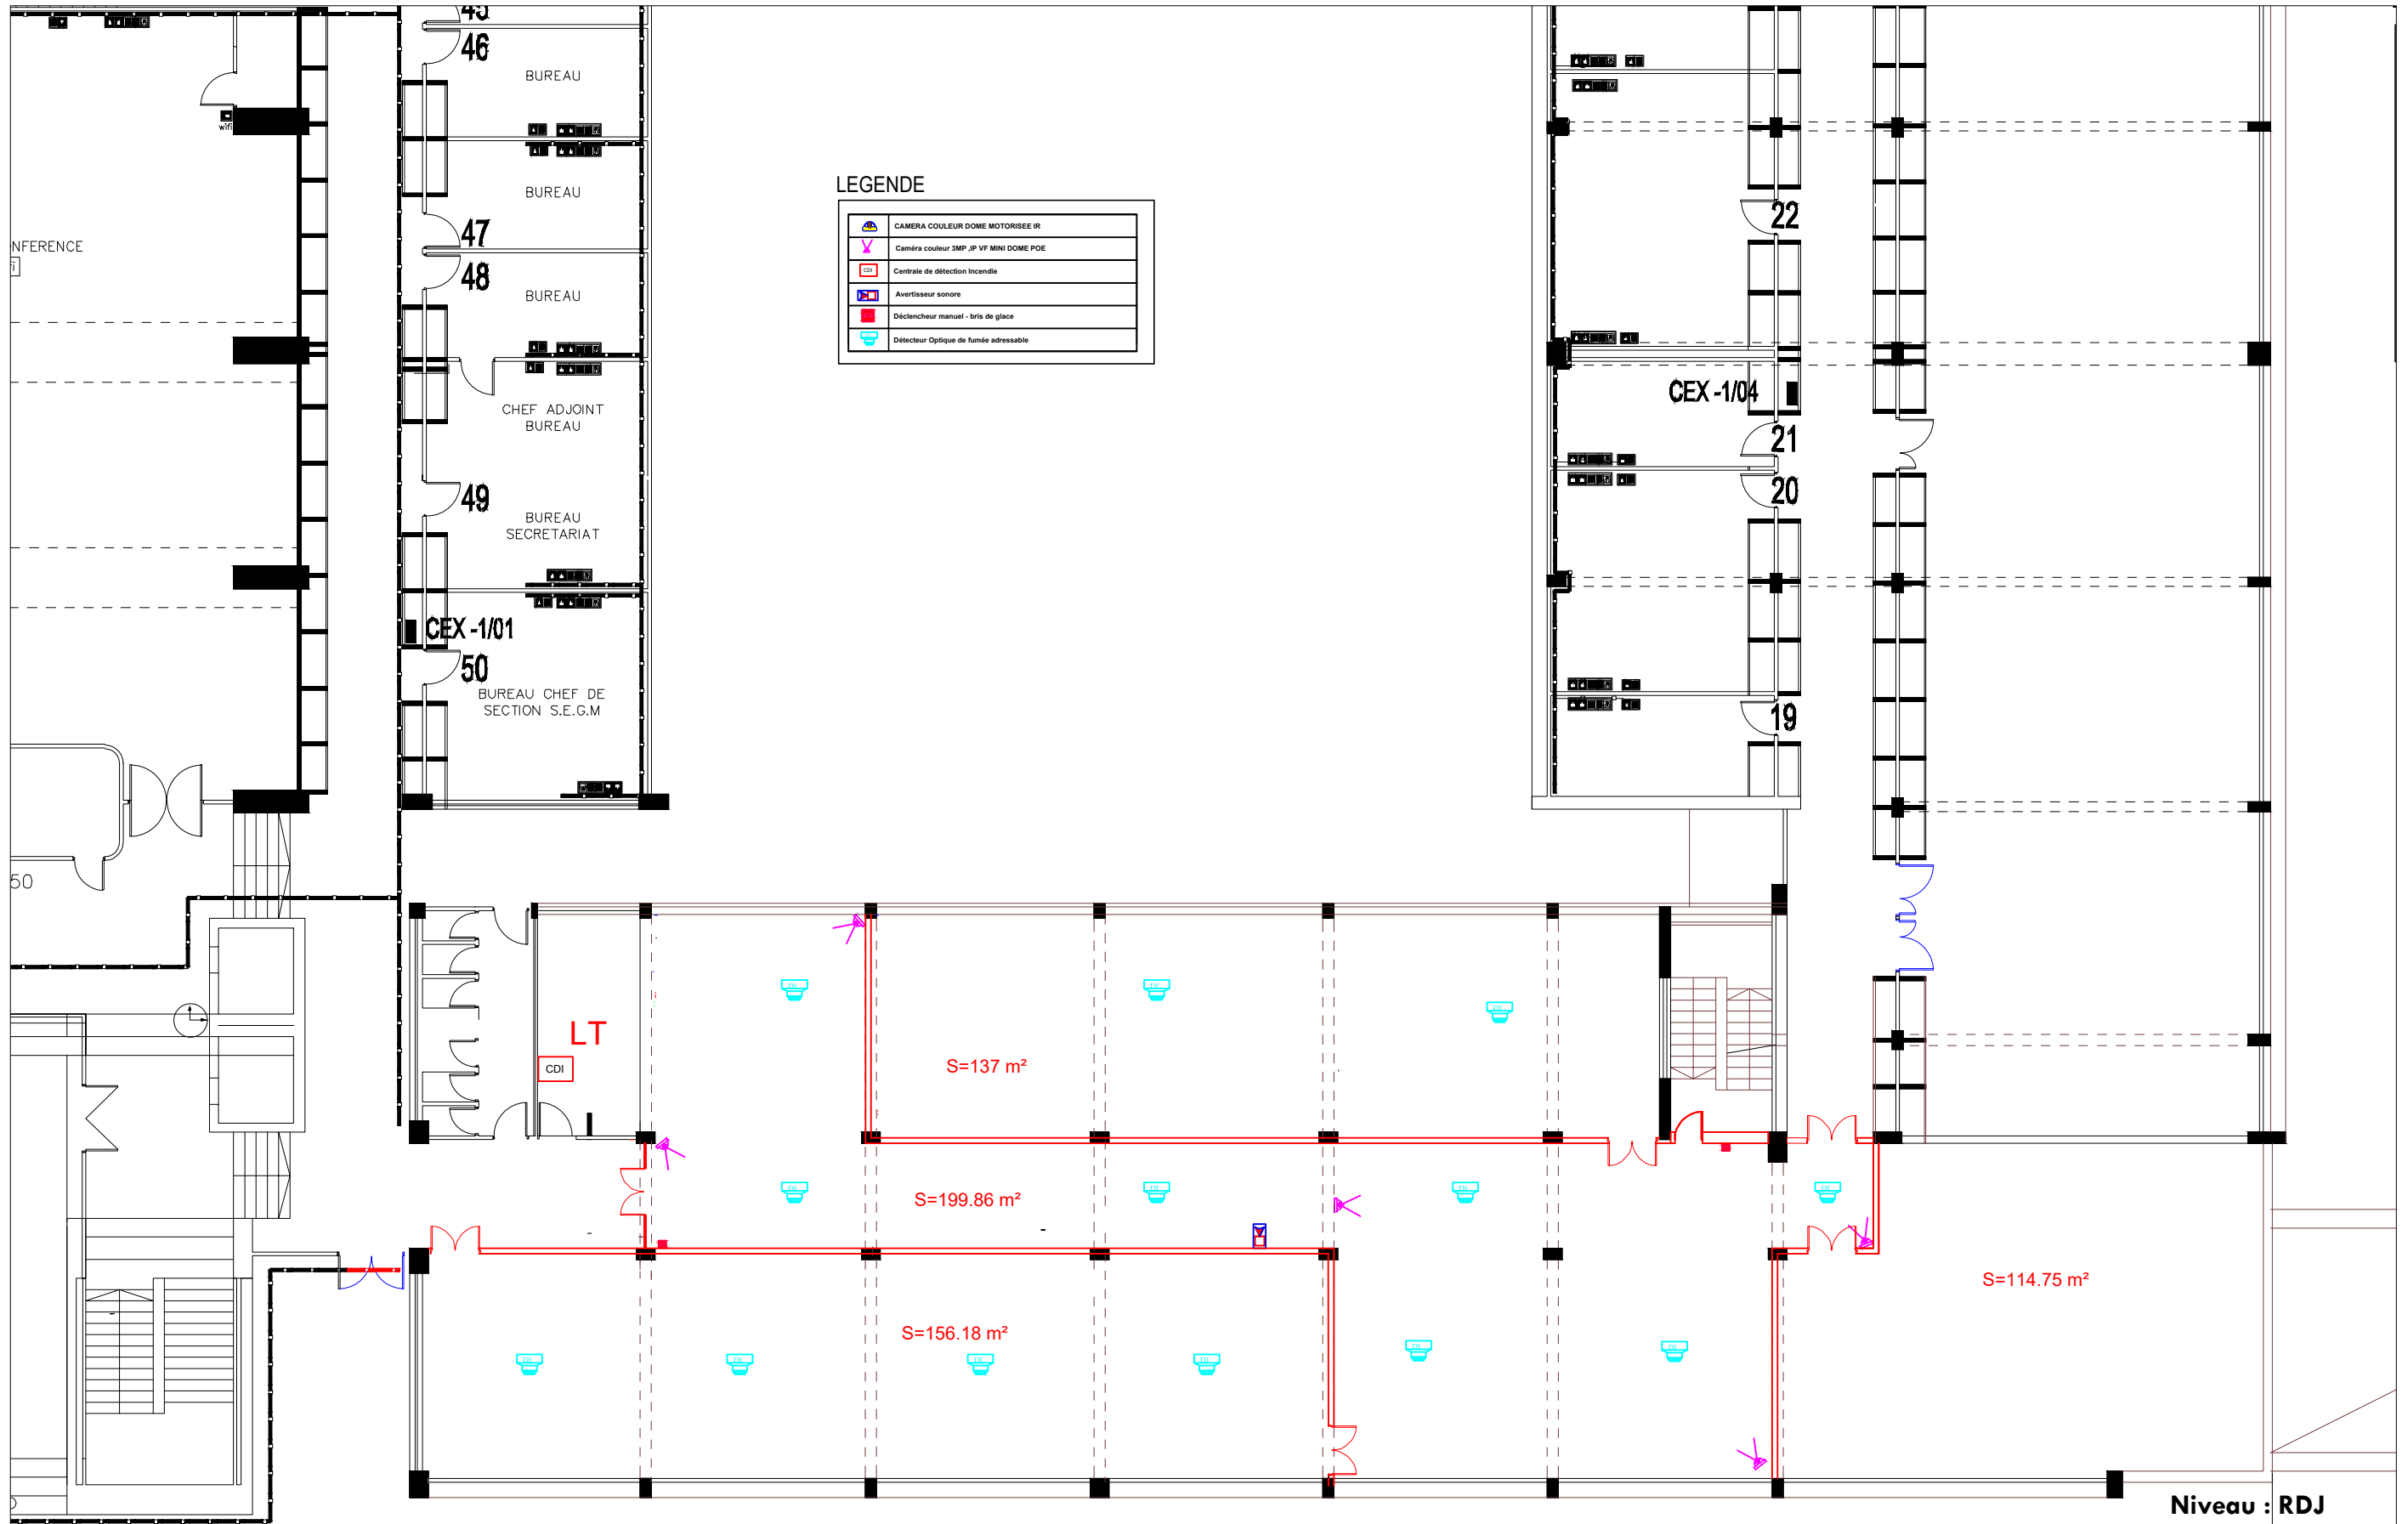 45
46
BUREAU
wifi
BUREAU
47
NFERENCE
48
BUREAU
CHEF ADJOINT
BUREAU
49
BUREAU
SECRETARIAT
CEX -1/01
50
BUREAU CHEF DE
SECTION S.E.G.M
50
LEGENDE
CAMERA COULEUR DOME MOTORISEE IR
Caméra couleur 3MP ,IP VF MINI DOME POE
CDI
Centrale de détection Incendie
Avertisseur sonore
Déclencheur manuel - bris de glace
Détecteur Optique de fumée adressable
22
CEX -1/04
21
20
19
LT
CDI
S=137 m²
S=199.86 m²
S=156.18 m²
S=114.75 m²
Niveau : RDJ